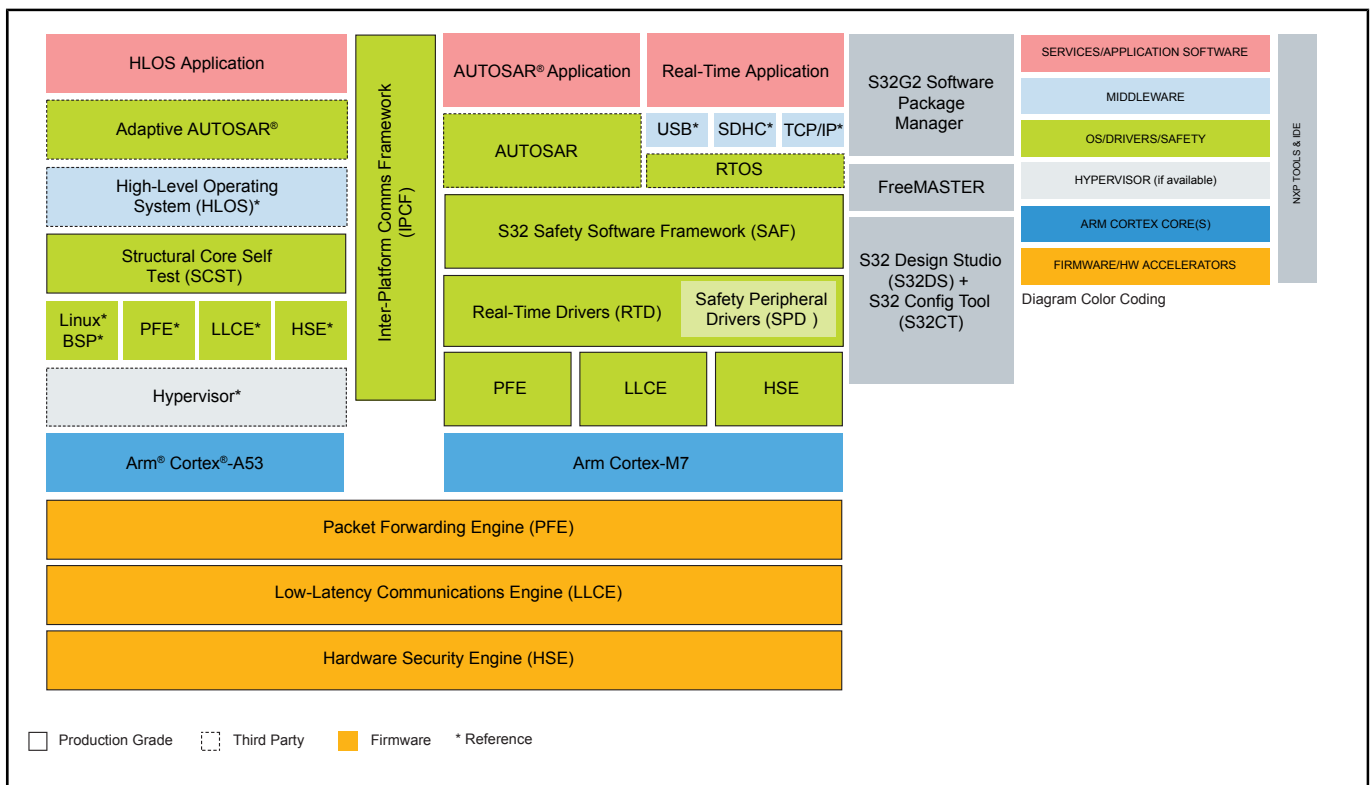 HLOS Application
Adaptive AUTOSAR®
High-Level Operating
System (HLOS)*
Structural Core Self
Test (SCST)
Linux*
BSP*
PFE*
LLCE*
HSE*
Hypervisor*
Arm® Cortex®-A53
Inter-Platform Comms Framework
(IPCF)
AUTOSAR® Application
Real-Time Application
AUTOSAR
USB*
SDHC*
TCP/IP*
RTOS
S32 Safety Software Framework (SAF)
Real-Time Drivers (RTD)
Safety Peripheral
Drivers (SPD )
PFE
LLCE
HSE
Arm Cortex-M7
Packet Forwarding Engine (PFE)
Low-Latency Communications Engine (LLCE)
Hardware Security Engine (HSE)
S32G2 Software
Package
Manager
FreeMASTER
S32 Design Studio
(S32DS) +
S32 Config Tool
(S32CT)
SERVICES/APPLICATION SOFTWARE
MIDDLEWARE
OS/DRIVERS/SAFETY
HYPERVISOR (if available)
ARM CORTEX CORE(S)
FIRMWARE/HW ACCELERATORS
Diagram Color Coding
NXP TOOLS & IDE
Production Grade
Third Party
Firmware
* Reference